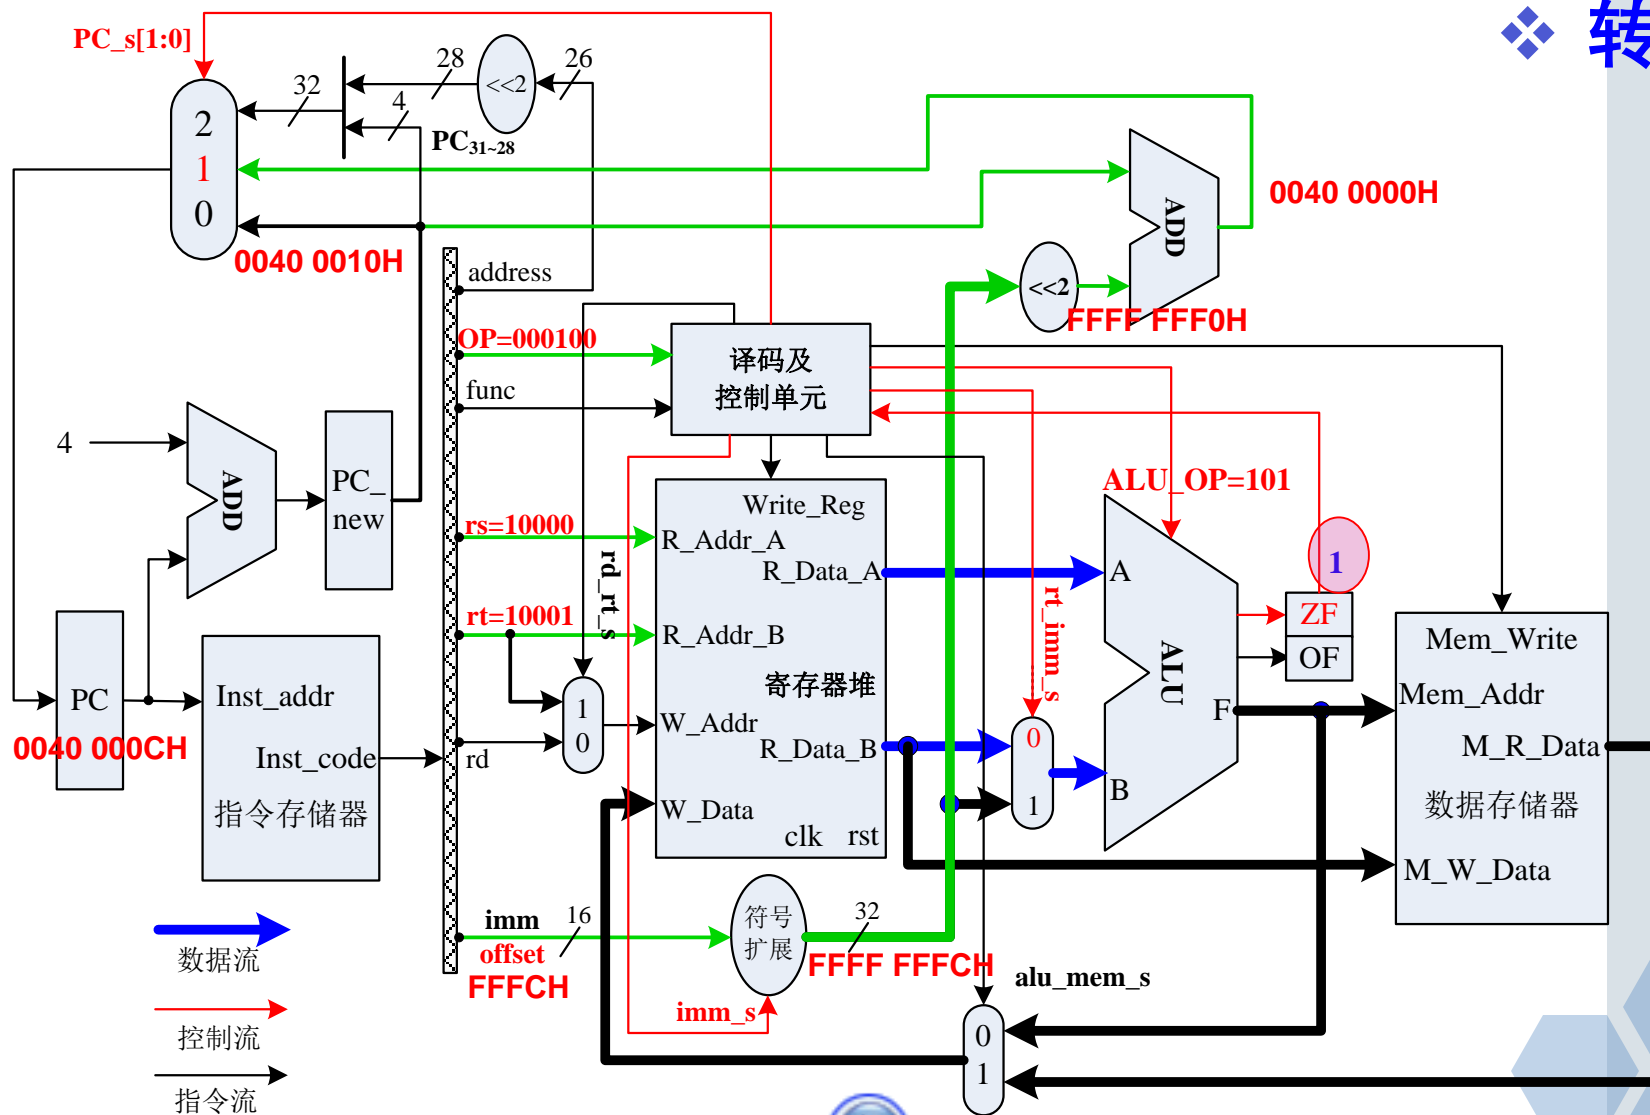 ❖ 转
PC_s[1:0]
28
26
<<2
32
4
PC31~28
2
1
0
0040 0010H
ADD
0040 0000H
<<2
FFFF FFF0H
address
OP=000100
func
译码及
控制单元
4
ADD
PC_
new
ALU_OP=101
Write_Reg
rs=10000
R_Addr_A
R_Data_A
rd_rt_s
rt=10001
R_Addr_B
寄存器堆
1
0
W_Addr
R_Data_B
rd
W_Data
clk rst
rt_imm_s
0
1
A
B
ALU
F
1
ZF
OF
Mem_Write
Mem_Addr
M_R_Data
数据存储器
M_W_Data
PC
0040 000CH
Inst_addr
Inst_code
指令存储器
imm
16
offset
FFFCH
符号
扩展
32
FFFF FFFCH
imm_s
alu_mem_s
0
1
数据流
控制流
指令流